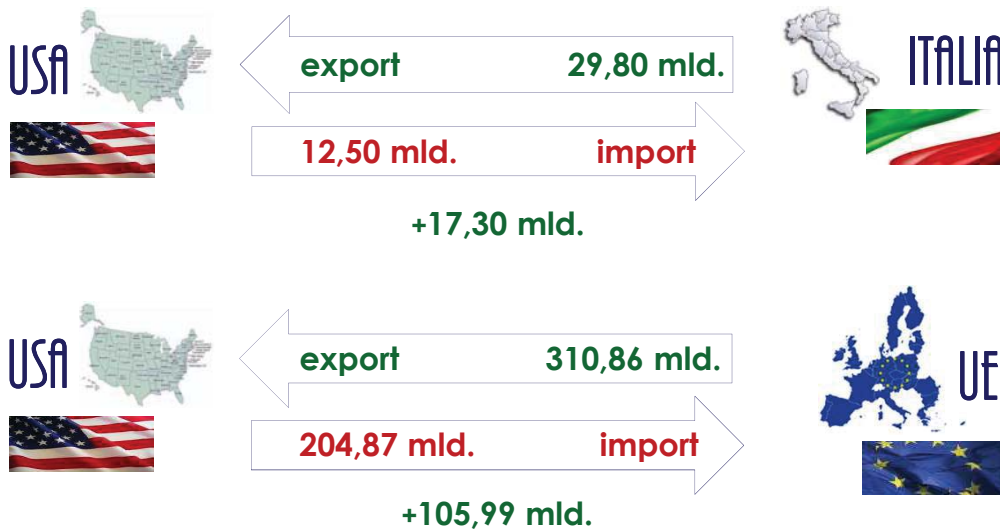 USA
export 29,80 mld.
ITALIA
12,50 mld. import
+17,30 mld.
USA
export 310,86 mld.
UE
204,87 mld. import
+105,99 mld.